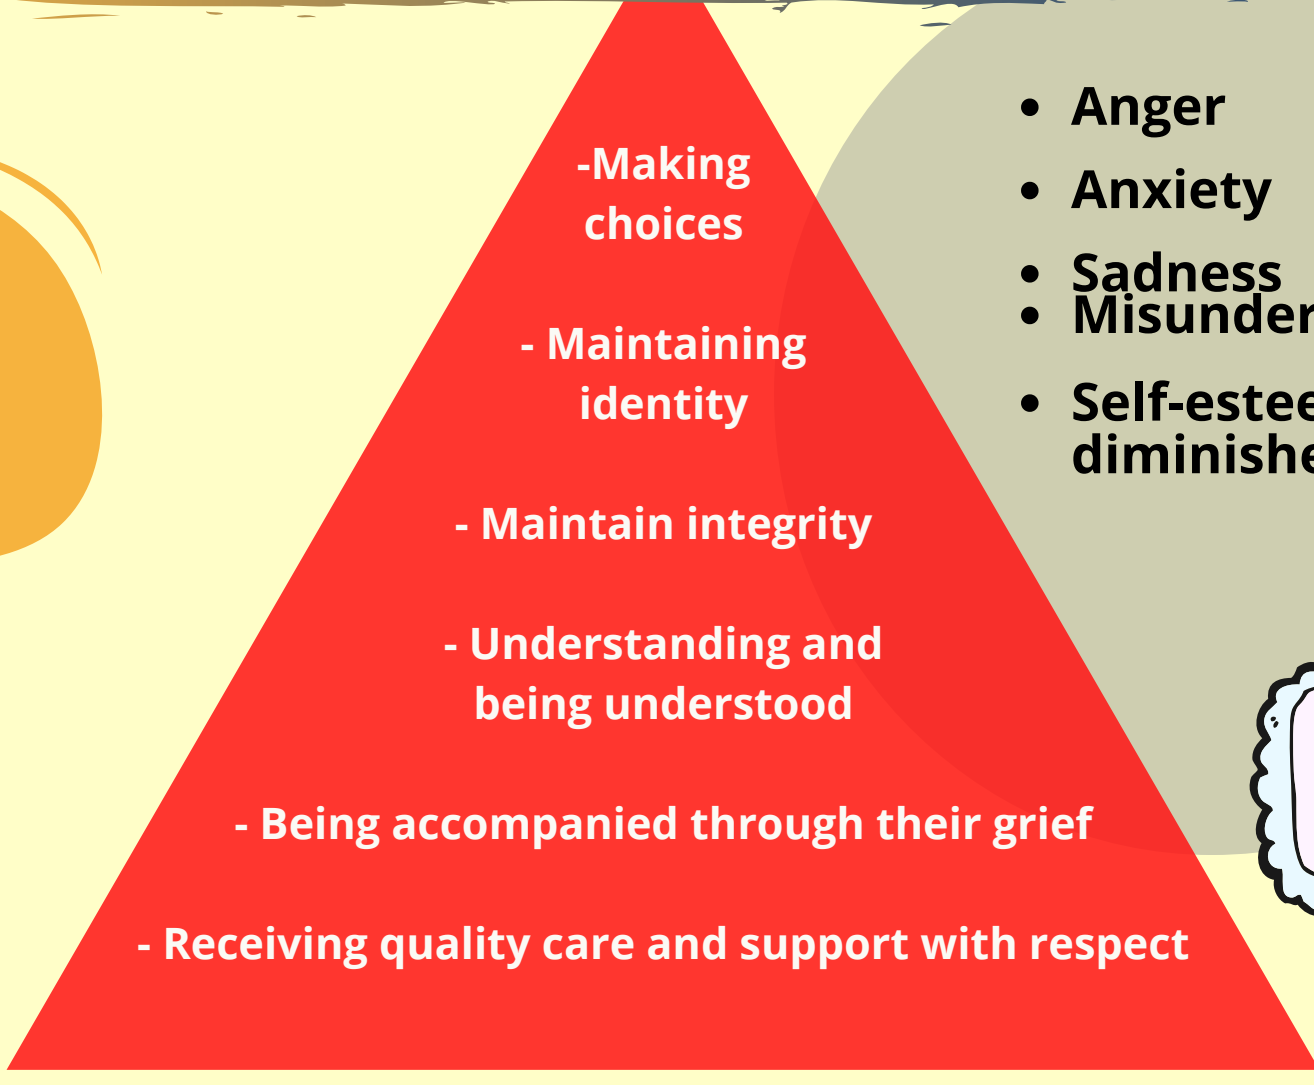 -Making
choices
- Maintaining
identity
- Maintain integrity
- Understanding and
being understood
- Being accompanied through their grief
- Receiving quality care and support with respect
• Anger
• Anxiety
• Sadness